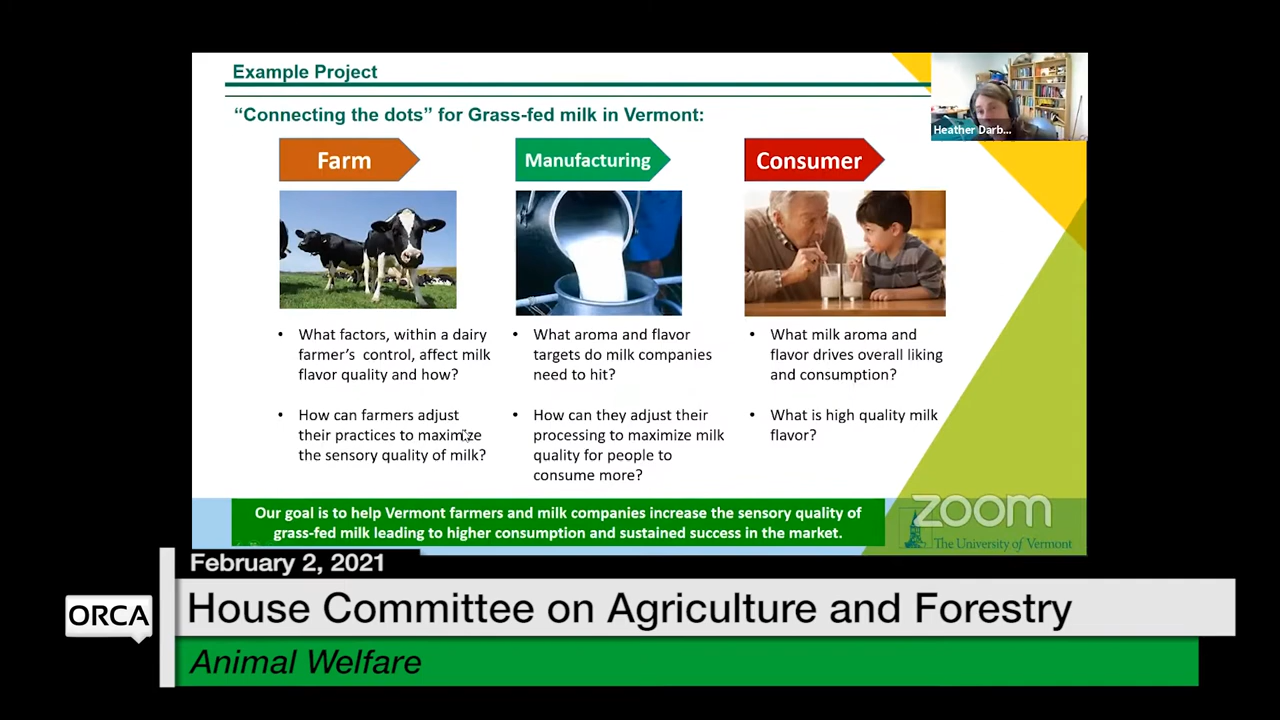 Example Project
“Connecting the dots” for Grass-fed milk in Vermont:
Heather Darb...
Farm
Manufacturing
Consumer
• What factors, within a dairy
farmer’s control, affect milk
flavor quality and how?
• How can farmers adjust
their practices to maximize
the sensory quality of milk?
• What aroma and flavor
targets do milk companies
need to hit?
• How can they adjust their
processing to maximize milk
quality for people to
consume more?
• What milk aroma and
flavor drives overall liking
and consumption?
• What is high quality milk
flavor?
Our goal is to help Vermont farmers and milk companies increase the sensory quality of
grass-fed milk leading to higher consumption and sustained success in the market.
zoom
The University of Vermont
February 2, 2021
ORCA
House Committee on Agriculture and Forestry
Animal Welfare